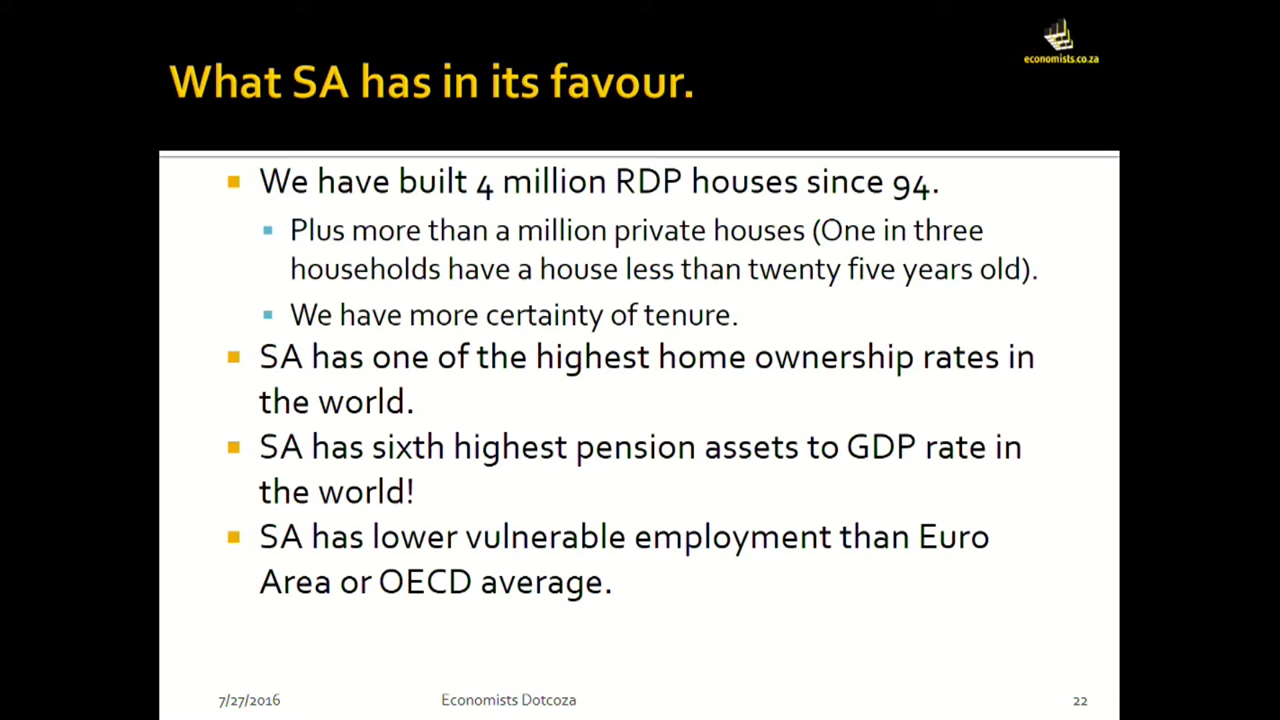 economists.co.za
What SA has in its favour.
We have built 4 million RDP houses since 94.
Plus more than a million private houses (One in three
households have a house less than twenty five years old).
We have more certainty of tenure.
SA has one of the highest home ownership rates in
the world.
SA has sixth highest pension assets to GDP rate in
the world!
SA has lower vulnerable employment than Euro
Area or OECD average.
7/27/2016 Economists Dotcoza 22